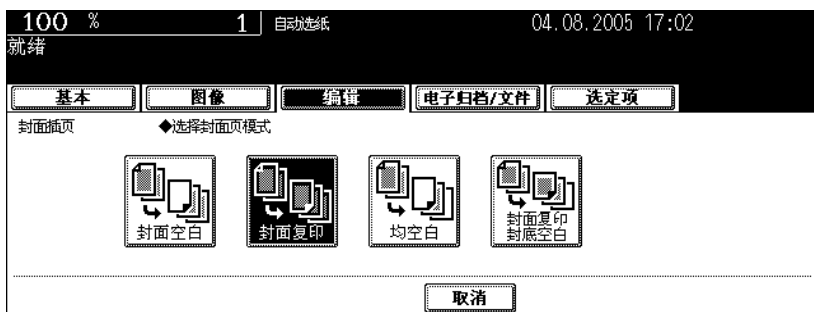 100 % 1 自动选纸 04.08.2005 17:02
就绪
基本 图像 编辑 电子归档/文件 选定项
封面插页 ◆选择封面页模式
封面空白 封面复印 均空白 封面复印
封底空白
取消